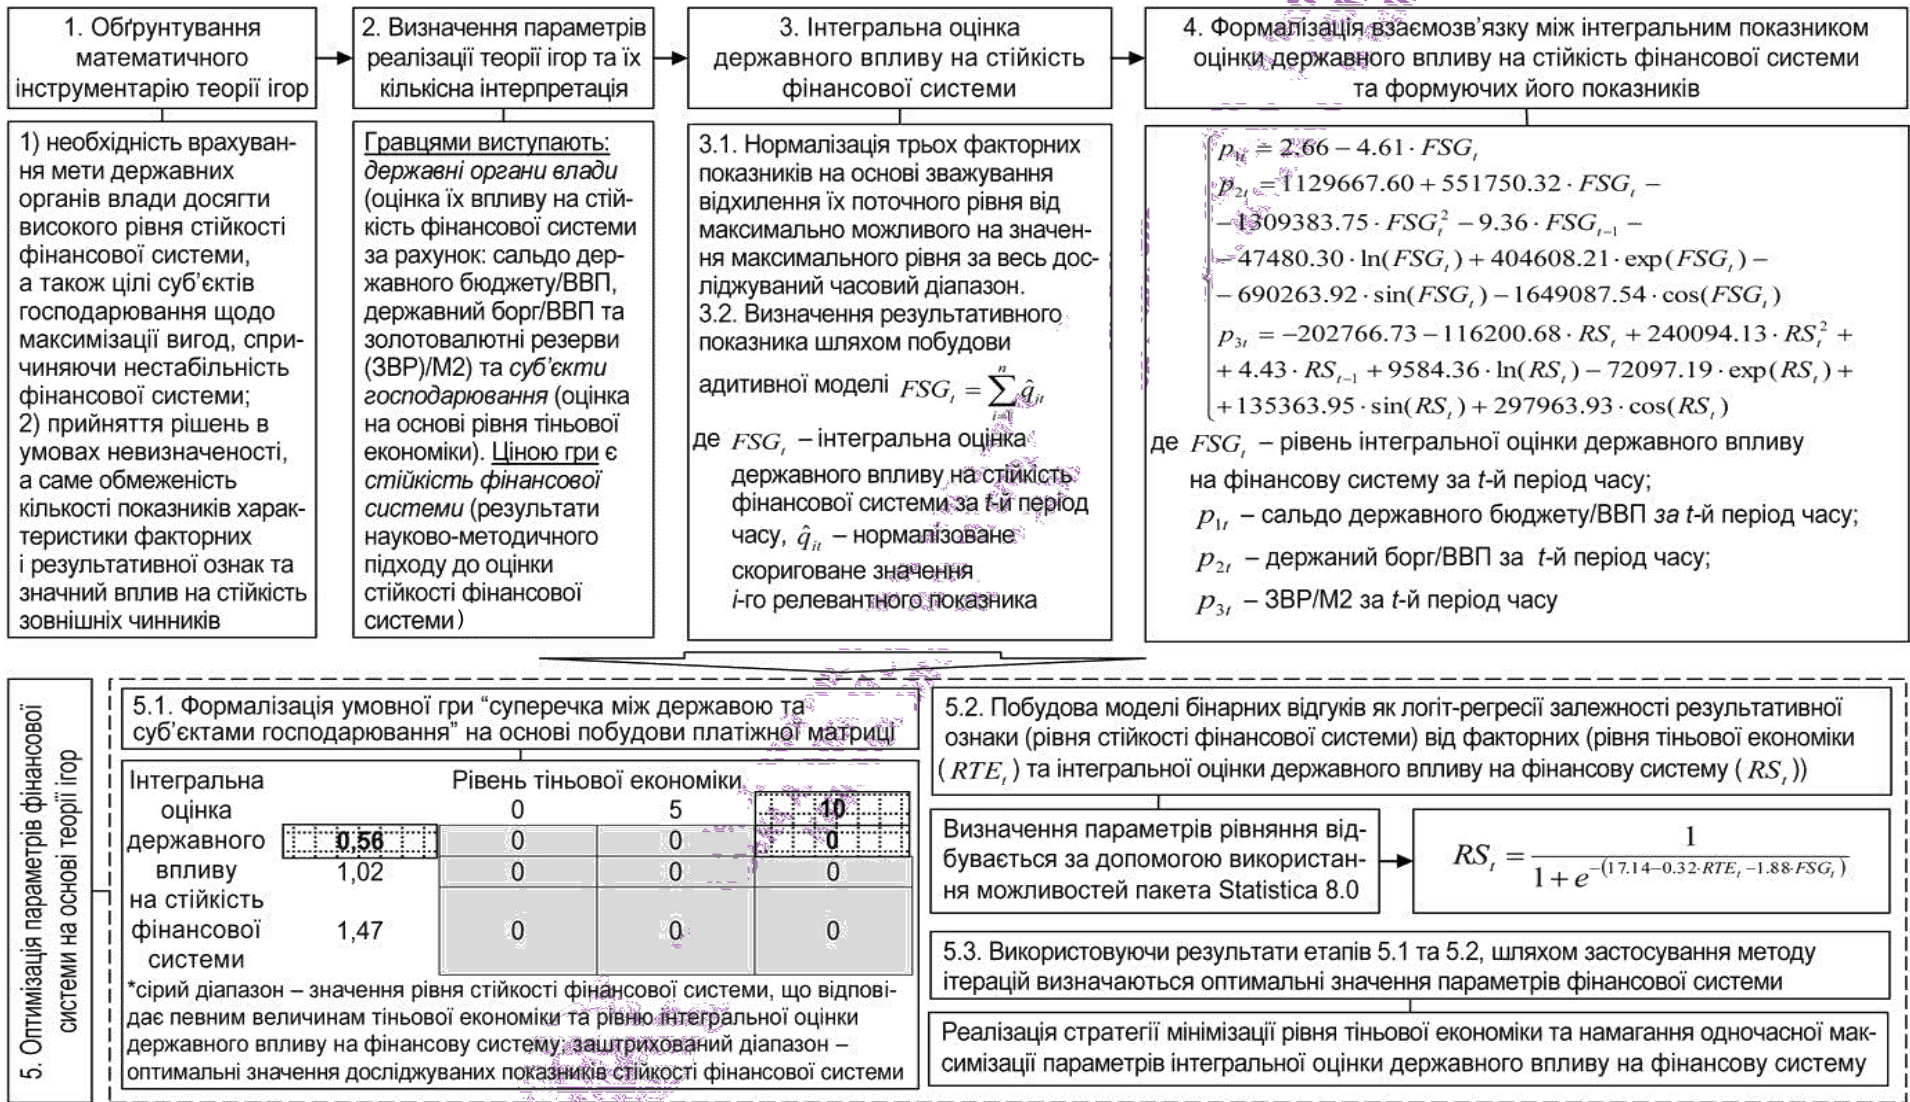 1. Обґрунтування
математичного
інструментарію теорії ігор
2. Визначення параметрів
реалізації теорії ігор та їх
кількісна інтерпретація
3. Інтегральна оцінка
державного впливу на стійкість
фінансової системи
4. Формалізація взаємозв’язку між інтегральним показником
оцінки державного впливу на стійкість фінансової системи
та формуючих його показників
1) необхідність врахуван-
ня мети державних
органів влади досягти
високого рівня стійкості
фінансової системи,
а також цілі суб’єктів
господарювання щодо
максимізації вигод, спри-
чиняючи нестабільність
фінансової системи;
2) прийняття рішень в
умовах невизначеності,
а саме обмеженість
кількості показників харак-
теристики факторних
і результативної ознак та
значний вплив на стійкість
зовнішніх чинників
Гравцями виступають:
державні органи влади
(оцінка їх впливу на стій-
кість фінансової системи
за рахунок: сальдо дер-
жавного бюджету/ВВП,
державний борг/ВВП та
золотовалютні резерви
(ЗВР)/М2) та суб’єкти
господарювання (оцінка
на основі рівня тіньової
економіки). Ціною гри є
стійкість фінансової
системи (результати
науково-методичного
підходу до оцінки
стійкості фінансової
системи)
3.1. Нормалізація трьох факторних
показників на основі зважування
відхилення їх поточного рівня від
максимально можливого на значен-
ня максимального рівня за весь дос-
ліджуваний часовий діапазон.
3.2. Визначення результативного
показника шляхом побудови
адитивної моделі FSG_t = ∑_{i=1}^{n} q̂_{it}
де FSG_t – інтегральна оцінка
державного впливу на стійкість
фінансової системи за t-й період
часу, q̂_{it} – нормалізоване
скориговане значення
i-го релевантного показника
p_{1t} = 2.66 − 4.61 · FSG_t
p_{2t} = 1129667.60 + 551750.32 · FSG_t −
−1309383.75 · FSG_t^2 − 9.36 · FSG_{t−1} −
− 47480.30 · ln(FSG_t) + 404608.21 · exp(FSG_t) −
− 690263.92 · sin(FSG_t) − 1649087.54 · cos(FSG_t)
p_{3t} = −202766.73 − 116200.68 · RS_t + 240094.13 · RS_t^2 +
+ 4.43 · RS_{t−1} + 9584.36 · ln(RS_t) − 72097.19 · exp(RS_t) +
+135363.95 · sin(RS_t) + 297963.93 · cos(RS_t)
де FSG_t – рівень інтегральної оцінки державного впливу
на фінансову систему за t-й період часу;
p_{1t} – сальдо державного бюджету/ВВП за t-й період часу;
p_{2t} – держаний борг/ВВП за t-й період часу;
p_{3t} – ЗВР/М2 за t-й період часу
5. Оптимізація параметрів фінансової
системи на основі теорії ігор
5.1. Формалізація умовної гри “суперечка між державою та
суб’єктами господарювання” на основі побудови платіжної матриці
Інтегральна Рівень тіньової економіки
оцінка 0 5 10
державного 0,56 0 0 0
впливу 1,02 0 0 0
на стійкість
фінансової 1,47 0 0 0
системи
*сірий діапазон – значення рівня стійкості фінансової системи, що відпові-
дає певним величинам тіньової економіки та рівню інтегральної оцінки
державного впливу на фінансову систему; заштрихований діапазон –
оптимальні значення досліджуваних показників стійкості фінансової системи
5.2. Побудова моделі бінарних відгуків як логіт-регресії залежності результативної
ознаки (рівня стійкості фінансової системи) від факторних (рівня тіньової економіки
( RTE_t ) та інтегральної оцінки державного впливу на фінансову систему ( RS_t ))
Визначення параметрів рівняння від-
бувається за допомогою використан-
ня можливостей пакета Statistica 8.0
RS_t = 1 / (1 + e^{−(17.14−0.32·RTE_t −1.88·FSG_t)})
5.3. Використовуючи результати етапів 5.1 та 5.2, шляхом застосування методу
ітерацій визначаються оптимальні значення параметрів фінансової системи
Реалізація стратегії мінімізації рівня тіньової економіки та намагання одночасної мак-
симізації параметрів інтегральної оцінки державного впливу на фінансову систему